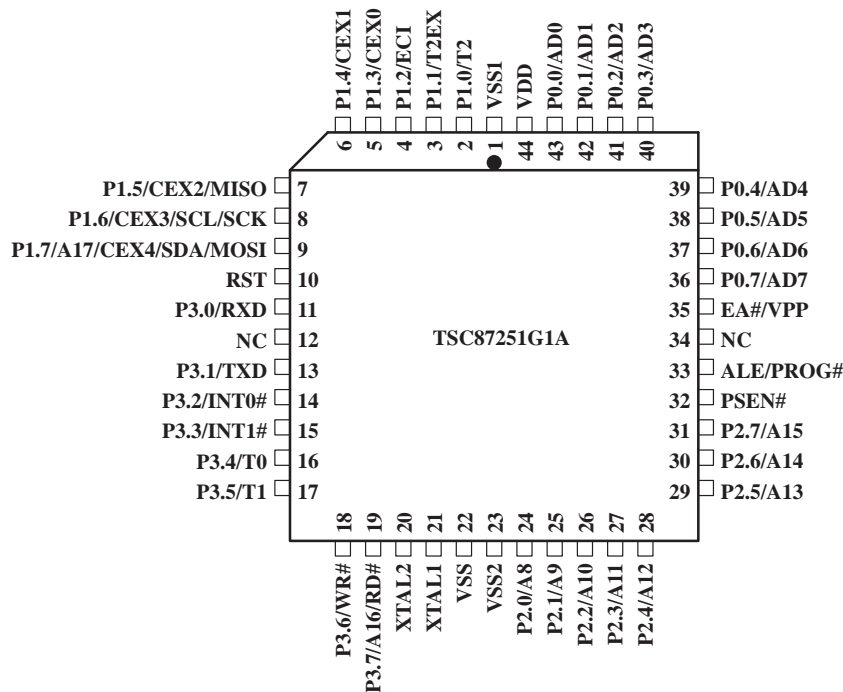 P1.4/CEX1
P1.3/CEX0
P1.2/ECI
P1.1/T2EX
P1.0/T2
VSS1
VDD
P0.0/AD0
P0.1/AD1
P0.2/AD2
P0.3/AD3
6 5 4 3 2 1 44 43 42 41 40
P1.5/CEX2/MISO 7
39 P0.4/AD4
P1.6/CEX3/SCL/SCK 8
38 P0.5/AD5
P1.7/A17/CEX4/SDA/MOSI 9
37 P0.6/AD6
RST 10
36 P0.7/AD7
P3.0/RXD 11
35 EA#/VPP
NC 12
TSC87251G1A
34 NC
P3.1/TXD 13
33 ALE/PROG#
P3.2/INT0# 14
32 PSEN#
P3.3/INT1# 15
31 P2.7/A15
P3.4/T0 16
30 P2.6/A14
P3.5/T1 17
29 P2.5/A13
18 19 20 21 22 23 24 25 26 27 28
P3.6/WR#
P3.7/A16/RD#
XTAL2
XTAL1
VSS
VSS2
P2.0/A8
P2.1/A9
P2.2/A10
P2.3/A11
P2.4/A12